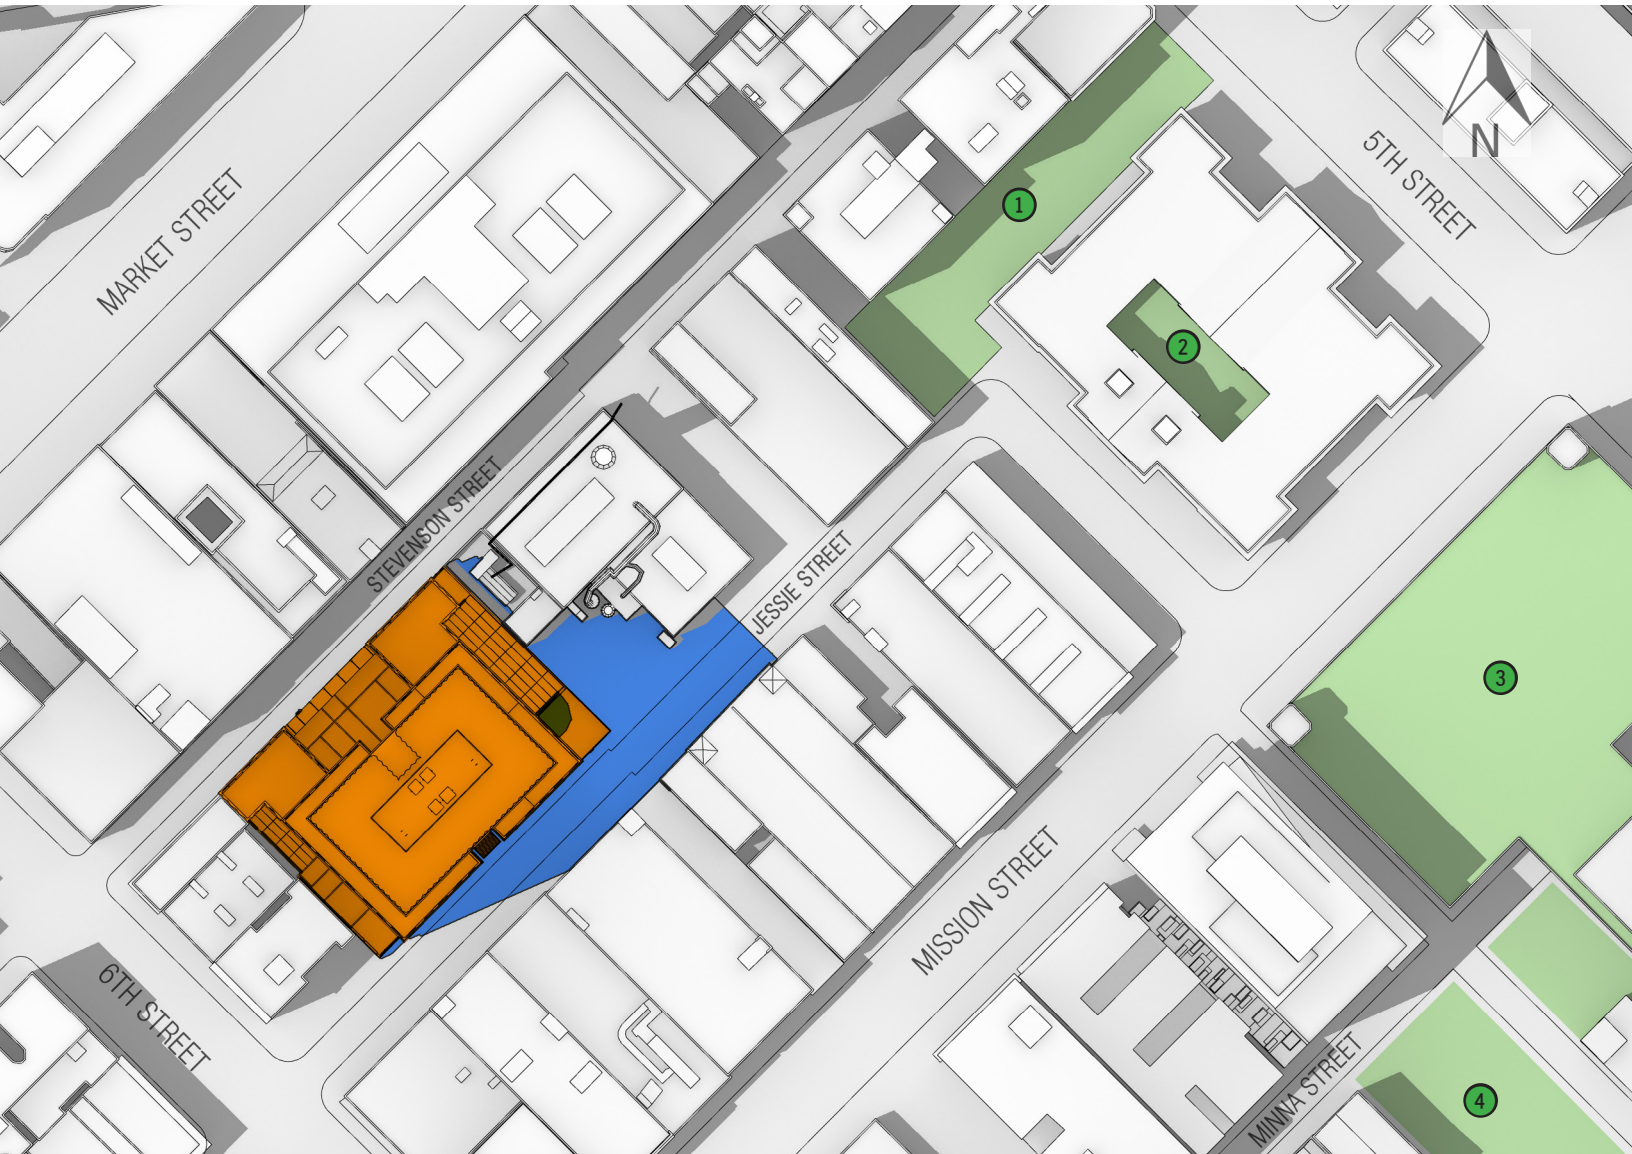 N
5TH STREET
MARKET STREET
1
2
STEVENSON STREET
JESSIE STREET
3
MISSION STREET
6TH STREET
MINNA STREET
4